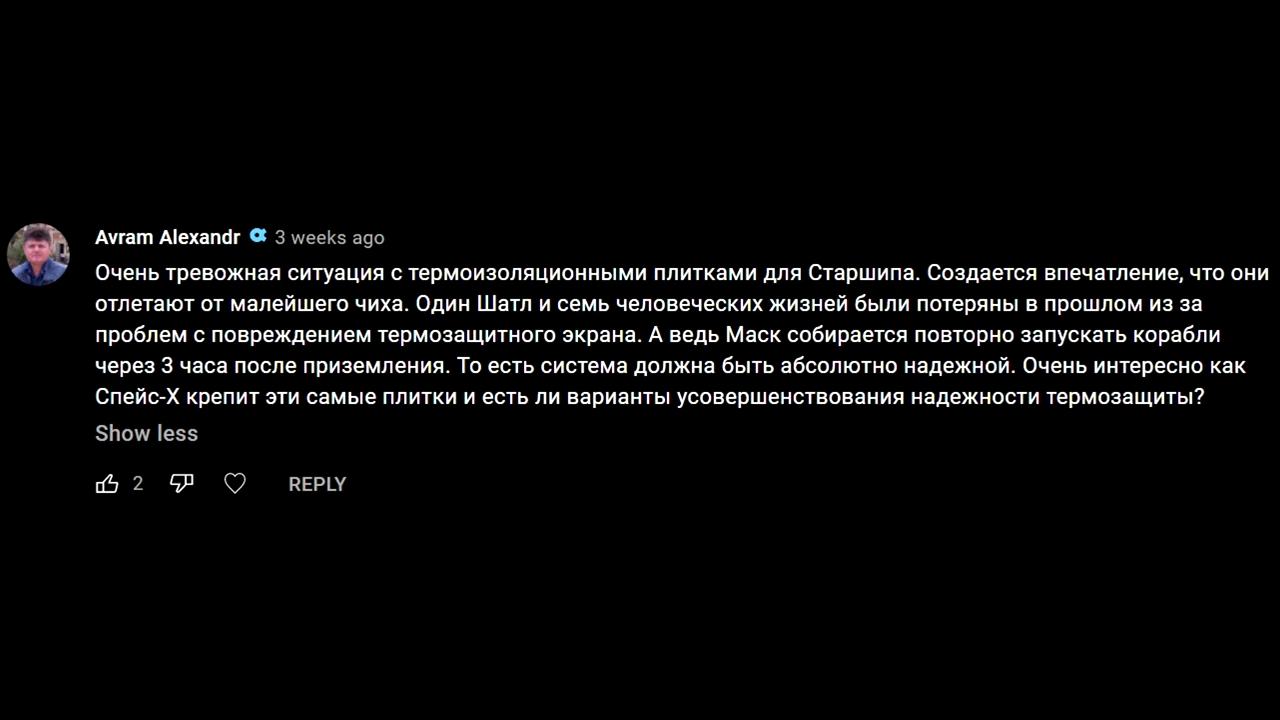 Avram Alexandr 3 weeks ago
Очень тревожная ситуация с термоизоляционными плитками для Старшипа. Создается впечатление, что они
отлетают от малейшего чиха. Один Шатл и семь человеческих жизней были потеряны в прошлом из за
проблем с повреждением термозащитного экрана. А ведь Маск собирается повторно запускать корабли
через 3 часа после приземления. То есть система должна быть абсолютно надежной. Очень интересно как
Спейс-Х крепит эти самые плитки и есть ли варианты усовершенствования надежности термозащиты?
Show less
2 REPLY